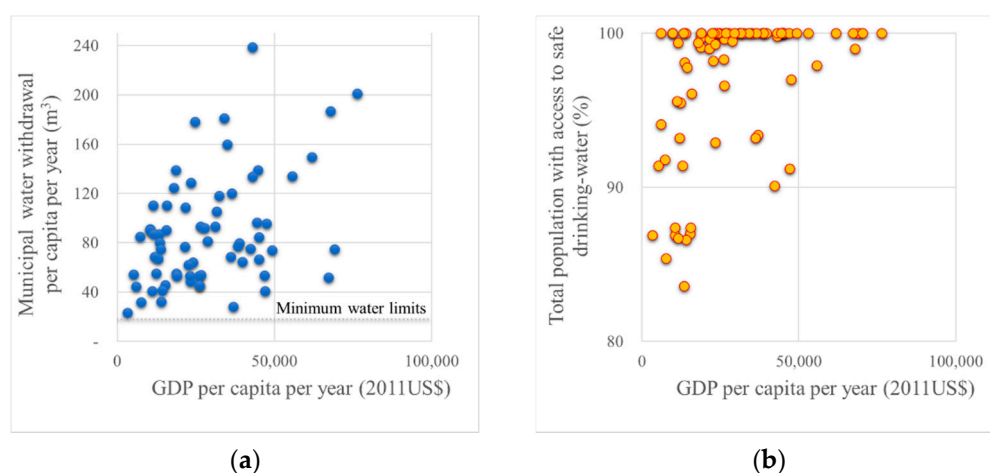 Municipal water withdrawal
per capita per year (m³)
240
200
160
120
80
40
-
Minimum water limits
0
50,000
100,000
GDP per capita per year (2011US$)
(a)
Total population with access to safe
drinking-water (%)
100
90
80
0
50,000
100,000
GDP per capita per year (2011US$)
(b)